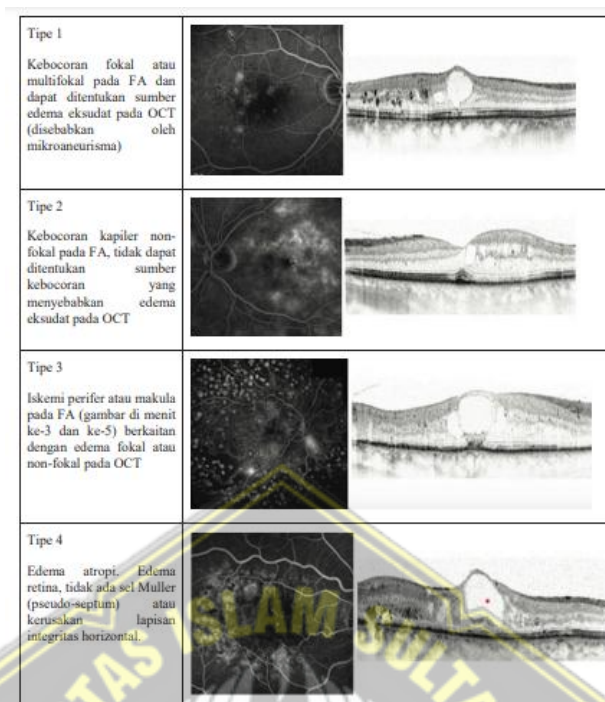 Tipe 1
Kebocoran fokal atau
multifokal pada FA dan
dapat ditentukan sumber
edema eksudat pada OCT
(disebabkan oleh
mikroaneurisma)
Tipe 2
Kebocoran kapiler non-
fokal pada FA, tidak dapat
ditentukan sumber
kebocoran yang
menyebabkan edema
eksudat pada OCT
Tipe 3
Iskemi perifer atau makula
pada FA (gambar di menit
ke-3 dan ke-5) berkaitan
dengan edema fokal atau
non-fokal pada OCT
Tipe 4
Edema atropi. Edema
retina, tidak ada sel Muller
(pseudo-septum) atau
kerusakan lapisan
integritas horizontal.
TAS ISLAM SULT